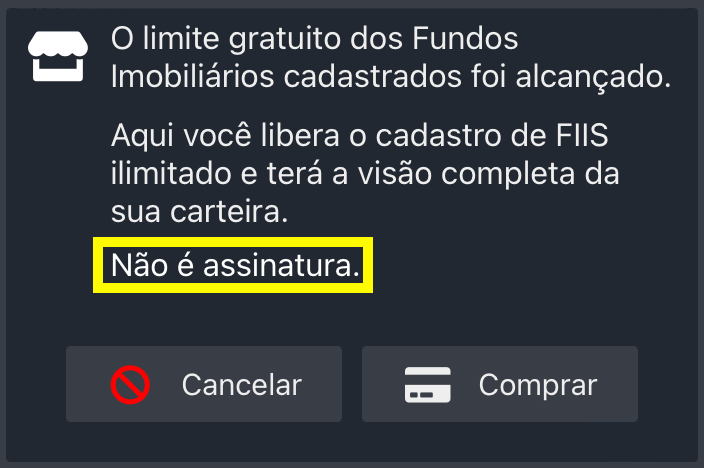 O limite gratuito dos Fundos
Imobiliários cadastrados foi alcançado.
Aqui você libera o cadastro de FIIS
ilimitado e terá a visão completa da
sua carteira.
Não é assinatura.
Cancelar
Comprar